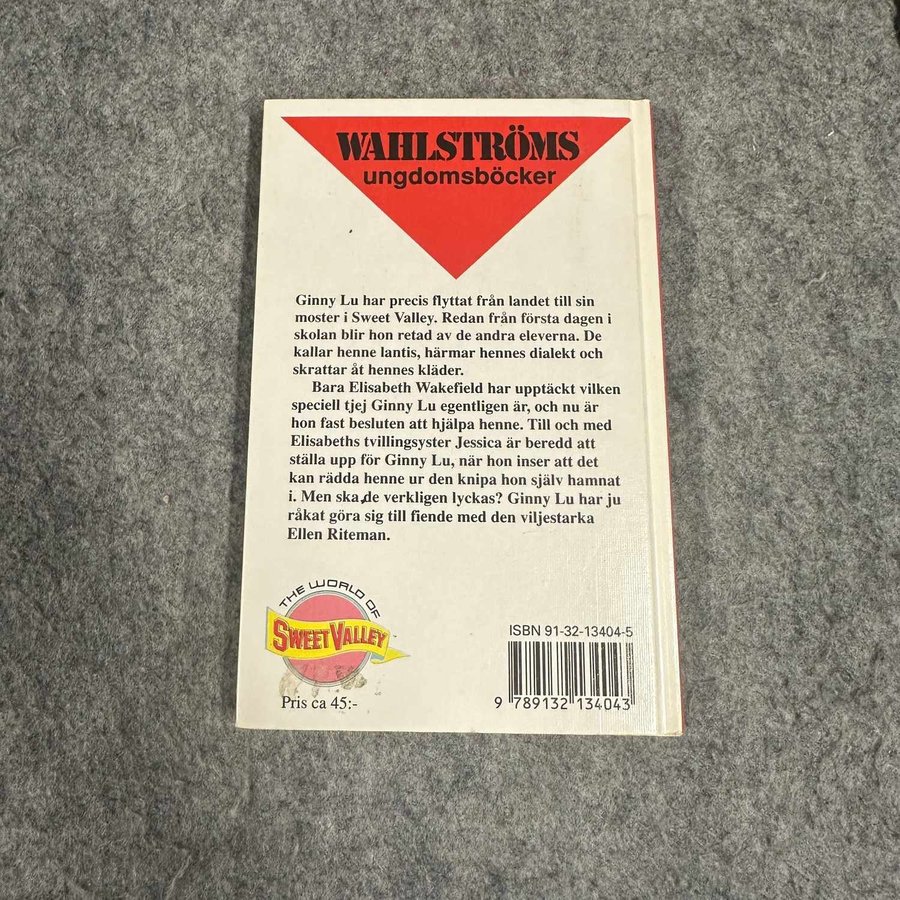 WAHLSTRÖMS
ungdomsböcker
Ginny Lu har precis flyttat från landet till sin
moster i Sweet Valley. Redan från första dagen i
skolan blir hon retad av de andra eleverna. De
kallar henne lantis, härmar hennes dialekt och
skrattar åt hennes kläder.
Bara Elisabeth Wakefield har upptäckt vilken
speciell tjej Ginny Lu egentligen är, och nu är
hon fast besluten att hjälpa henne. Till och med
Elisabeths tvillingsyster Jessica är beredd att
ställa upp för Ginny Lu, när hon inser att det
kan rädda henne ur den knipa hon själv hamnat
i. Men ska de verkligen lyckas? Ginny Lu har ju
råkat göra sig till fiende med den viljestarka
Ellen Riteman.
THE WORLD OF
SWEET VALLEY
Pris ca 45:-
ISBN 91-32-13404-5
9 789132 134043